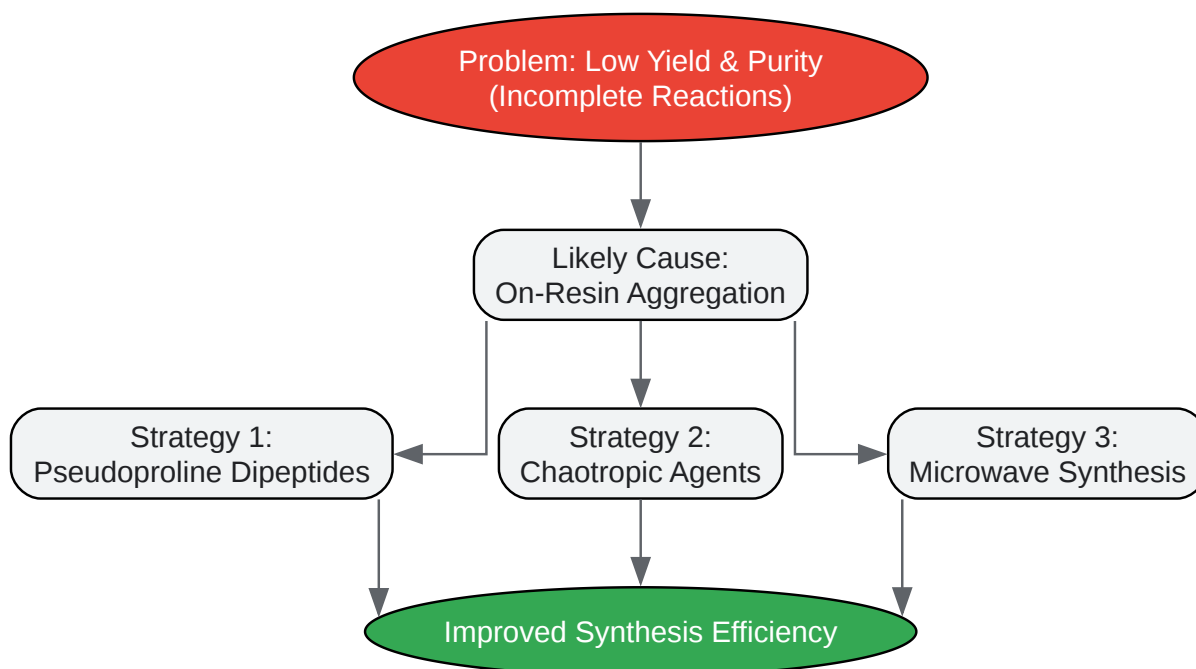 Problem: Low Yield & Purity
(Incomplete Reactions)
Likely Cause:
On-Resin Aggregation
Strategy 1:
Pseudoproline Dipeptides
Strategy 2:
Chaotropic Agents
Strategy 3:
Microwave Synthesis
Improved Synthesis Efficiency